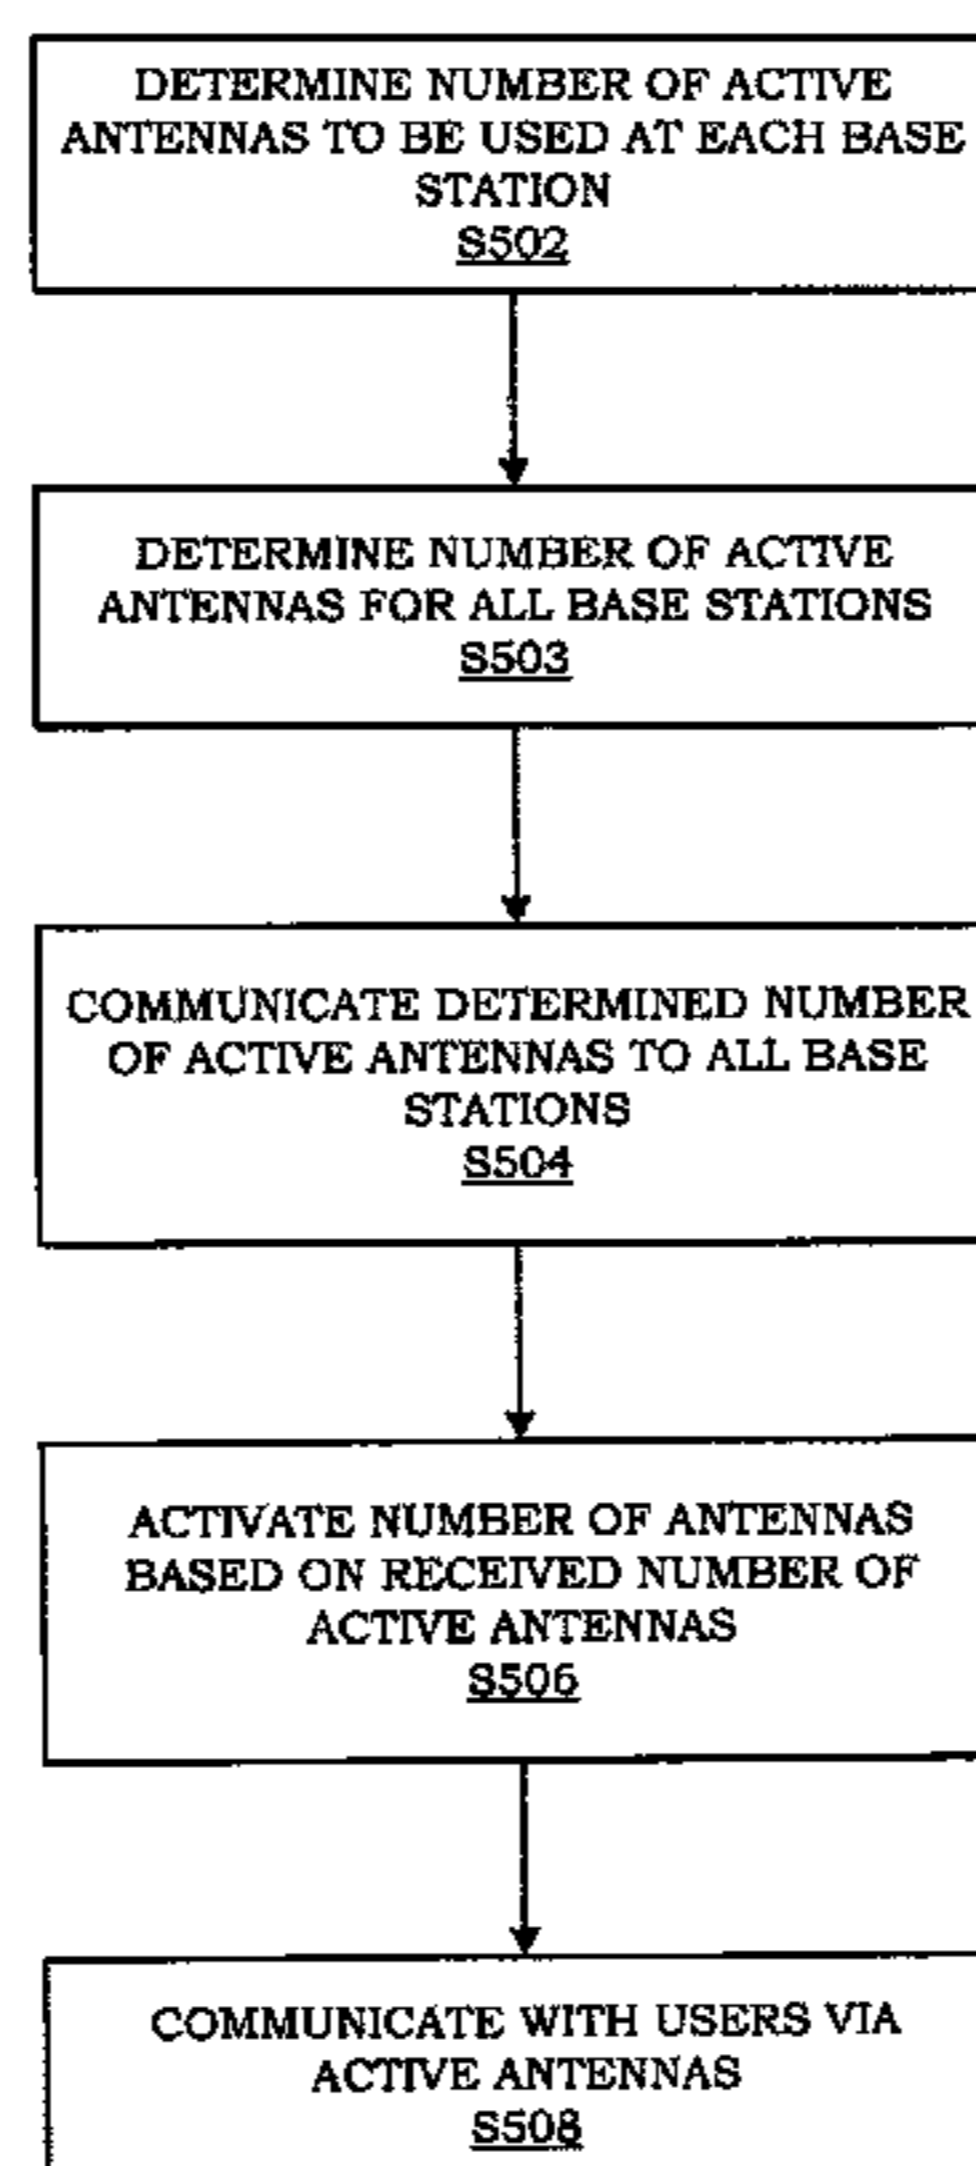 DETERMINE NUMBER OF ACTIVE
ANTENNAS TO BE USED AT EACH BASE
STATION
S502
DETERMINE NUMBER OF ACTIVE
ANTENNAS FOR ALL BASE STATIONS
S503
COMMUNICATE DETERMINED NUMBER
OF ACTIVE ANTENNAS TO ALL BASE
STATIONS
S504
ACTIVATE NUMBER OF ANTENNAS
BASED ON RECEIVED NUMBER OF
ACTIVE ANTENNAS
S506
COMMUNICATE WITH USERS VIA
ACTIVE ANTENNAS
S508